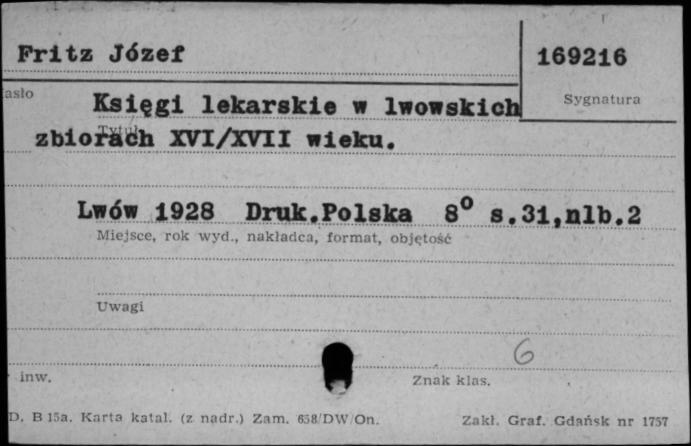 Fritz Józef
169216
asło
Sygnatura
Księgi lekarskie w lwowskich
Tytuł
zbiorach XVI/XVII wieku.
Lwów 1928 Druk.Polska 8° s.31,nlb.2
Miejsce, rok wyd., nakładca, format, objętość
Uwagi
6
inw.
Znak klas.
D. B 15a. Karta katal. (z nadr.) Zam. 658/DW/On.
Zakł. Graf. Gdańsk nr 1757